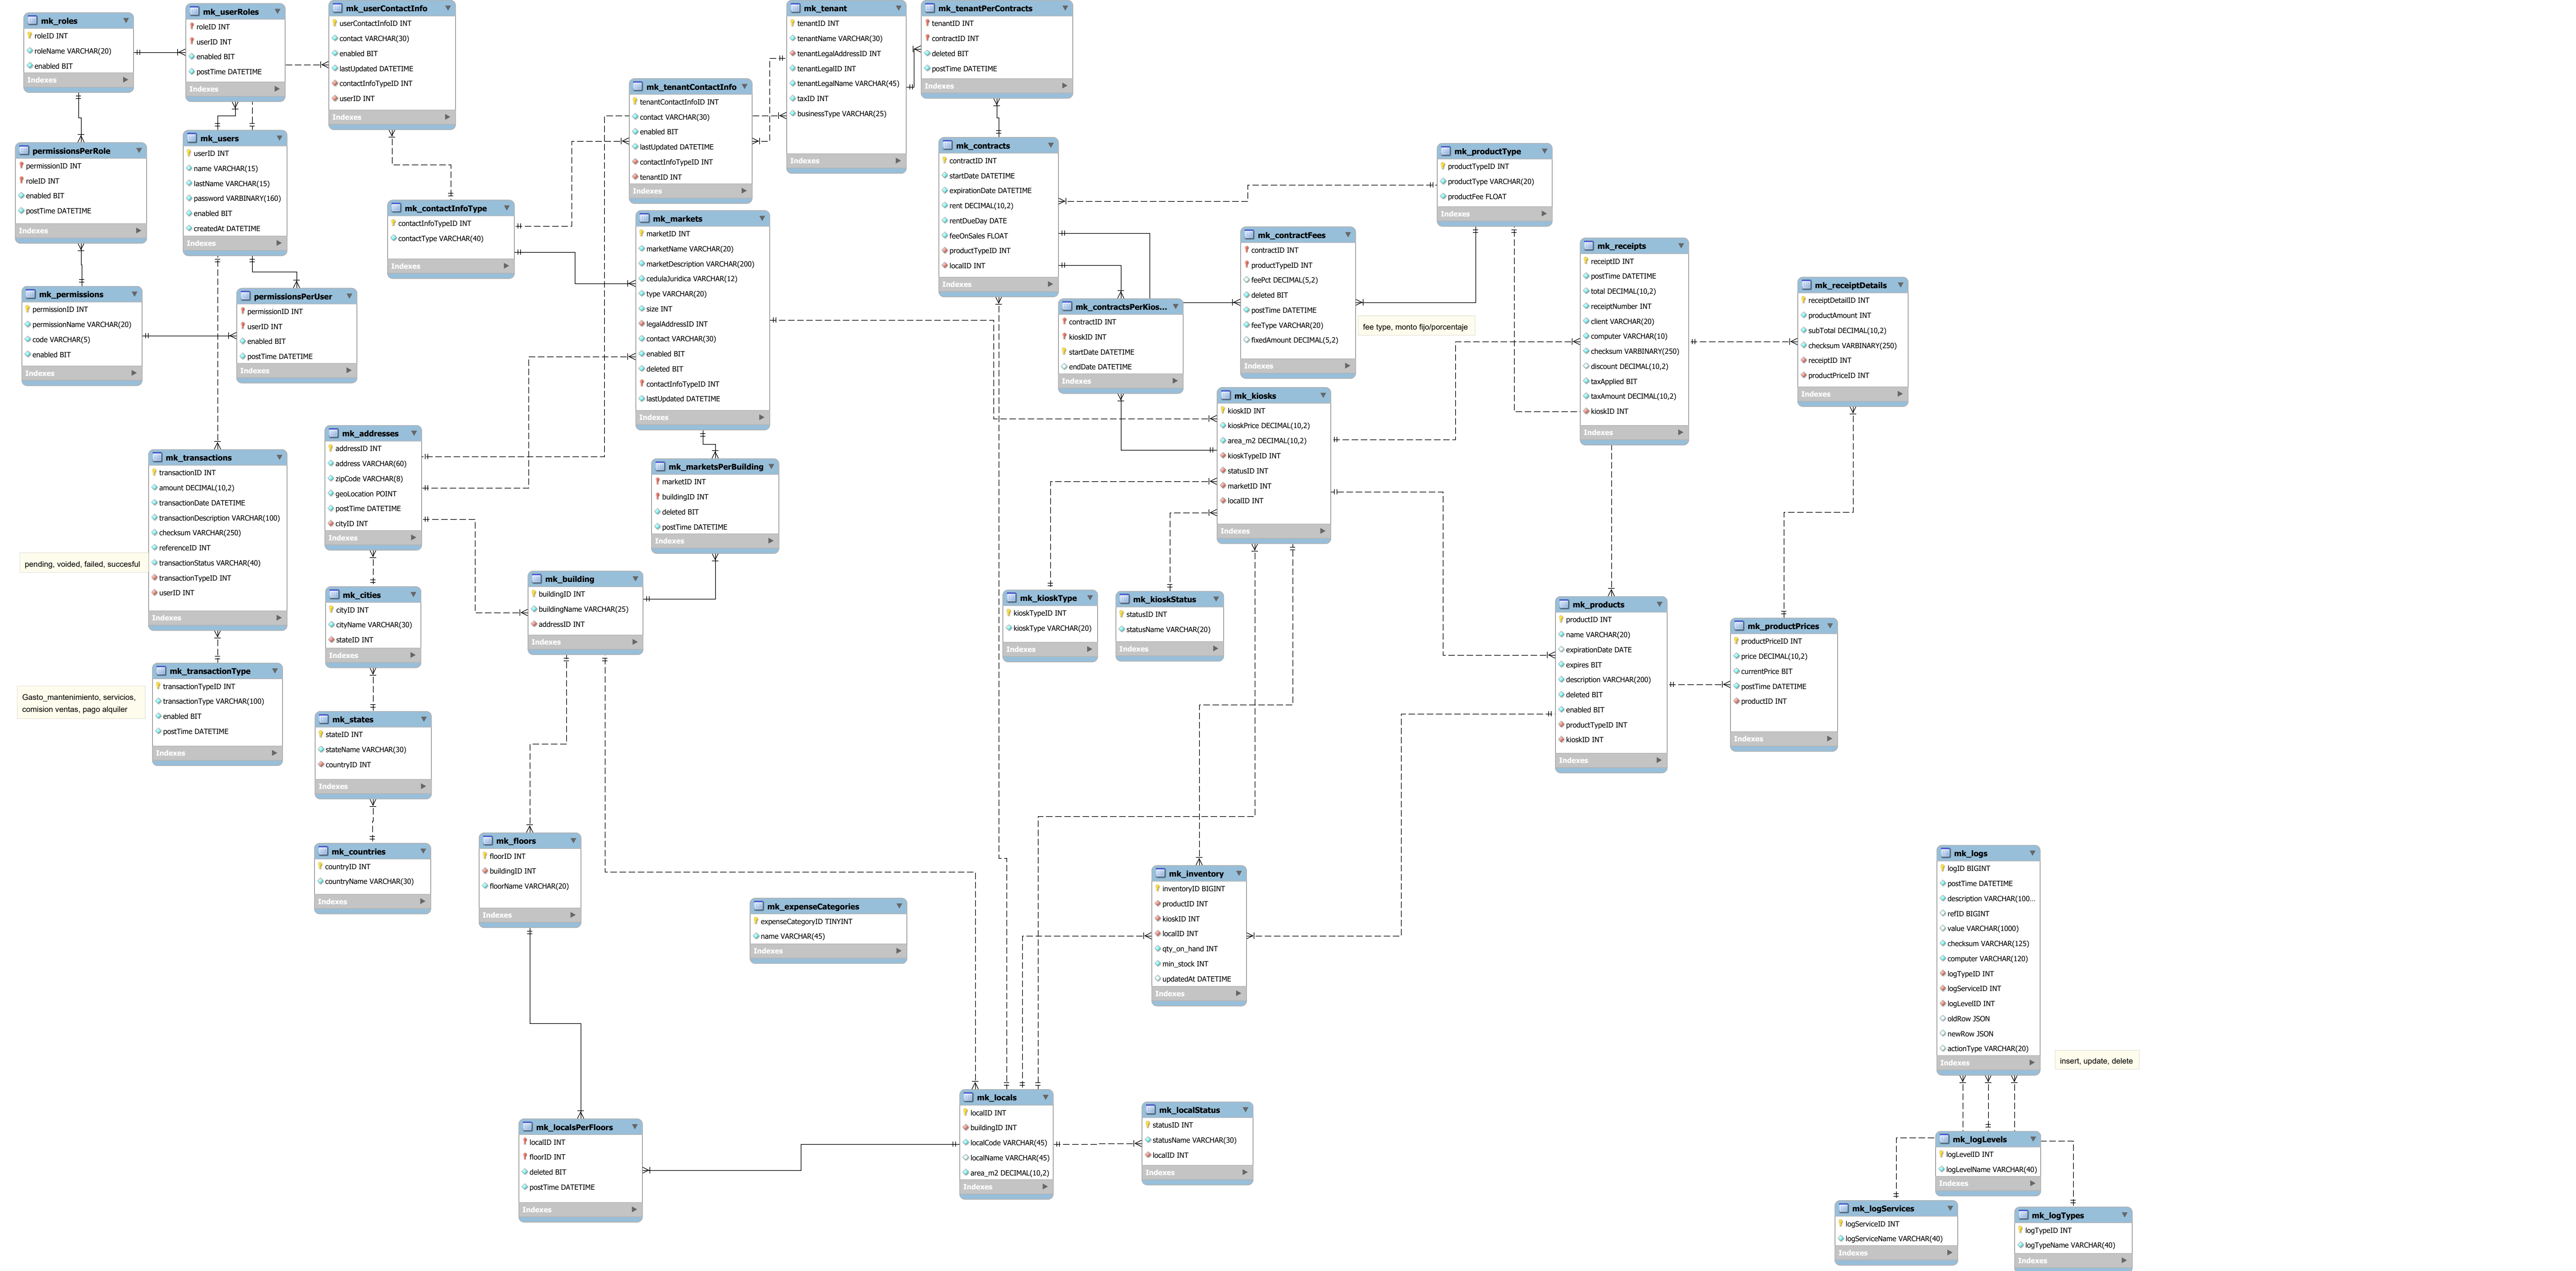 mk_roles
roleID INT
roleName VARCHAR(20)
enabled BIT
Indexes
mk_userRoles
roleID INT
userID INT
enabled BIT
postTime DATETIME
Indexes
mk_userContactInfo
userContactInfoID INT
contact VARCHAR(30)
enabled BIT
lastUpdated DATETIME
contactInfoTypeID INT
userID INT
Indexes
mk_tenantContactInfo
tenantContactInfoID INT
contact VARCHAR(30)
enabled BIT
lastUpdated DATETIME
contactInfoTypeID INT
tenantID INT
Indexes
mk_tenant
tenantID INT
tenantName VARCHAR(30)
tenantLegalAddressID INT
tenantLegalID INT
tenantLegalName VARCHAR(45)
taxID INT
businessType VARCHAR(25)
Indexes
mk_tenantPerContracts
tenantID INT
contractID INT
deleted BIT
postTime DATETIME
Indexes
permissionsPerRole
permissionID INT
roleID INT
enabled BIT
postTime DATETIME
Indexes
mk_users
userID INT
name VARCHAR(15)
lastName VARCHAR(15)
password VARBINARY(160)
enabled BIT
createdAt DATETIME
Indexes
mk_contactInfoType
contactInfoTypeID INT
contactType VARCHAR(40)
Indexes
mk_markets
marketID INT
marketName VARCHAR(20)
marketDescription VARCHAR(200)
cedulaJuridica VARCHAR(12)
type VARCHAR(20)
size INT
legalAddressID INT
contact VARCHAR(30)
enabled BIT
deleted BIT
contactInfoTypeID INT
lastUpdated DATETIME
Indexes
mk_contracts
contractID INT
startDate DATETIME
expirationDate DATETIME
rent DECIMAL(10,2)
rentDueDay DATE
feeOnSales FLOAT
productTypeID INT
localID INT
Indexes
mk_productType
productTypeID INT
productType VARCHAR(20)
productFee FLOAT
Indexes
mk_permissions
permissionID INT
permissionName VARCHAR(20)
code VARCHAR(5)
enabled BIT
Indexes
permissionsPerUser
permissionID INT
userID INT
enabled BIT
postTime DATETIME
Indexes
mk_contractsPerKios...
contractID INT
kioskID INT
startDate DATETIME
endDate DATETIME
Indexes
mk_contractFees
contractID INT
productTypeID INT
feePct DECIMAL(5,2)
deleted BIT
postTime DATETIME
feeType VARCHAR(20)
fixedAmount DECIMAL(5,2)
Indexes
fee type, monto fijo/porcentaje
mk_receipts
receiptID INT
postTime DATETIME
total DECIMAL(10,2)
receiptNumber INT
client VARCHAR(20)
computer VARCHAR(10)
checksum VARBINARY(250)
discount DECIMAL(10,2)
taxApplied BIT
taxAmount DECIMAL(10,2)
kioskID INT
Indexes
mk_receiptDetails
receiptDetailID INT
productAmount INT
subTotal DECIMAL(10,2)
checksum VARBINARY(250)
receiptID INT
productPriceID INT
Indexes
mk_kiosks
kioskID INT
kioskPrice DECIMAL(10,2)
area_m2 DECIMAL(10,2)
kioskTypeID INT
statusID INT
marketID INT
localID INT
Indexes
mk_transactions
transactionID INT
amount DECIMAL(10,2)
transactionDate DATETIME
transactionDescription VARCHAR(100)
checksum VARCHAR(250)
referenceID INT
transactionStatus VARCHAR(40)
transactionTypeID INT
userID INT
Indexes
pending, voided, failed, succesful
mk_addresses
addressID INT
address VARCHAR(60)
zipCode VARCHAR(8)
geoLocation POINT
postTime DATETIME
cityID INT
Indexes
mk_marketsPerBuilding
marketID INT
buildingID INT
deleted BIT
postTime DATETIME
Indexes
mk_cities
cityID INT
cityName VARCHAR(30)
stateID INT
Indexes
mk_building
buildingID INT
buildingName VARCHAR(25)
addressID INT
Indexes
mk_kioskType
kioskTypeID INT
kioskType VARCHAR(20)
Indexes
mk_kioskStatus
statusID INT
statusName VARCHAR(20)
Indexes
mk_products
productID INT
name VARCHAR(20)
expirationDate DATE
expires BIT
description VARCHAR(200)
deleted BIT
enabled BIT
productTypeID INT
kioskID INT
Indexes
mk_productPrices
productPriceID INT
price DECIMAL(10,2)
currentPrice BIT
postTime DATETIME
productID INT
Indexes
Gasto_mantenimiento, servicios,
comision ventas, pago alquiler
mk_transactionType
transactionTypeID INT
transactionType VARCHAR(100)
enabled BIT
postTime DATETIME
Indexes
mk_states
stateID INT
stateName VARCHAR(30)
countryID INT
Indexes
mk_countries
countryID INT
countryName VARCHAR(30)
Indexes
mk_floors
floorID INT
buildingID INT
floorName VARCHAR(20)
Indexes
mk_expenseCategories
expenseCategoryID TINYINT
name VARCHAR(45)
Indexes
mk_inventory
inventoryID BIGINT
productID INT
kioskID INT
localID INT
qty_on_hand INT
min_stock INT
updatedAt DATETIME
Indexes
mk_logs
logID BIGINT
postTime DATETIME
description VARCHAR(100...
refID BIGINT
value VARCHAR(1000)
checksum VARCHAR(125)
computer VARCHAR(120)
logTypeID INT
logServiceID INT
logLevelID INT
oldRow JSON
newRow JSON
actionType VARCHAR(20)
Indexes
insert, update, delete
mk_localsPerFloors
localID INT
floorID INT
deleted BIT
postTime DATETIME
Indexes
mk_locals
localID INT
buildingID INT
localCode VARCHAR(45)
localName VARCHAR(45)
area_m2 DECIMAL(10,2)
Indexes
mk_localStatus
statusID INT
statusName VARCHAR(30)
localID INT
Indexes
mk_logLevels
logLevelID INT
logLevelName VARCHAR(40)
Indexes
mk_logServices
logServiceID INT
logServiceName VARCHAR(40)
Indexes
mk_logTypes
logTypeID INT
logTypeName VARCHAR(40)
Indexes